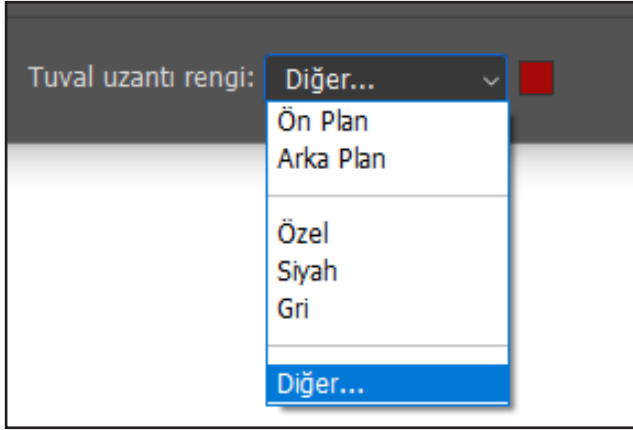 Tuval uzantı rengi: Diğer...
Ön Plan
Arka Plan
Özel
Siyah
Gri
Diğer...